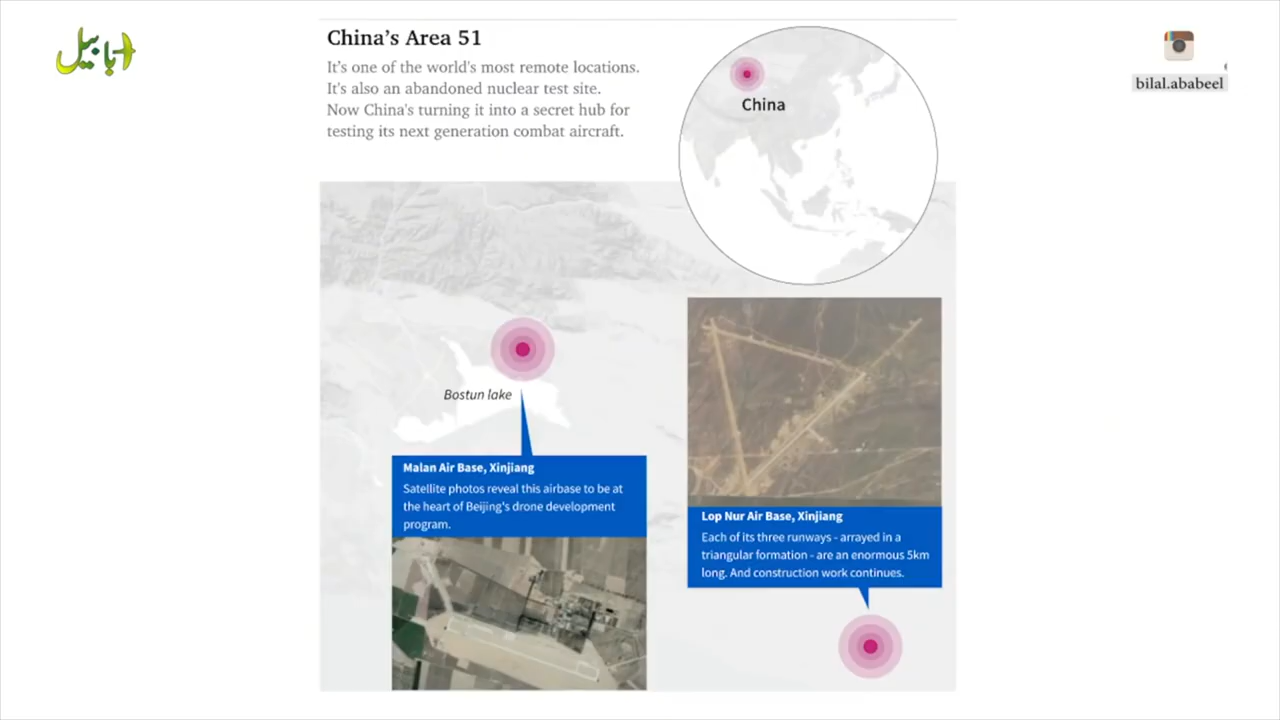 ابابیل
bilal.ababeel
China's Area 51
It's one of the world's most remote locations.
It's also an abandoned nuclear test site.
Now China's turning it into a secret hub for
testing its next generation combat aircraft.
China
Bostun lake
Malan Air Base, Xinjiang
Satellite photos reveal this airbase to be at
the heart of Beijing's drone development
program.
Lop Nur Air Base, Xinjiang
Each of its three runways - arrayed in a
triangular formation - are an enormous 5km
long. And construction work continues.